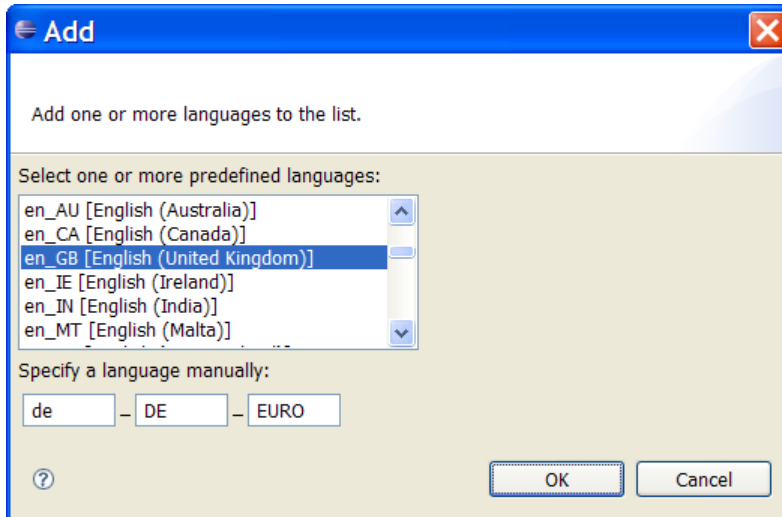 Add
Add one or more languages to the list.
Select one or more predefined languages:
en_AU [English (Australia)]
en_CA [English (Canada)]
en_GB [English (United Kingdom)]
en_IE [English (Ireland)]
en_IN [English (India)]
en_MT [English (Malta)]
Specify a language manually:
de _ DE _ EURO
? OK Cancel